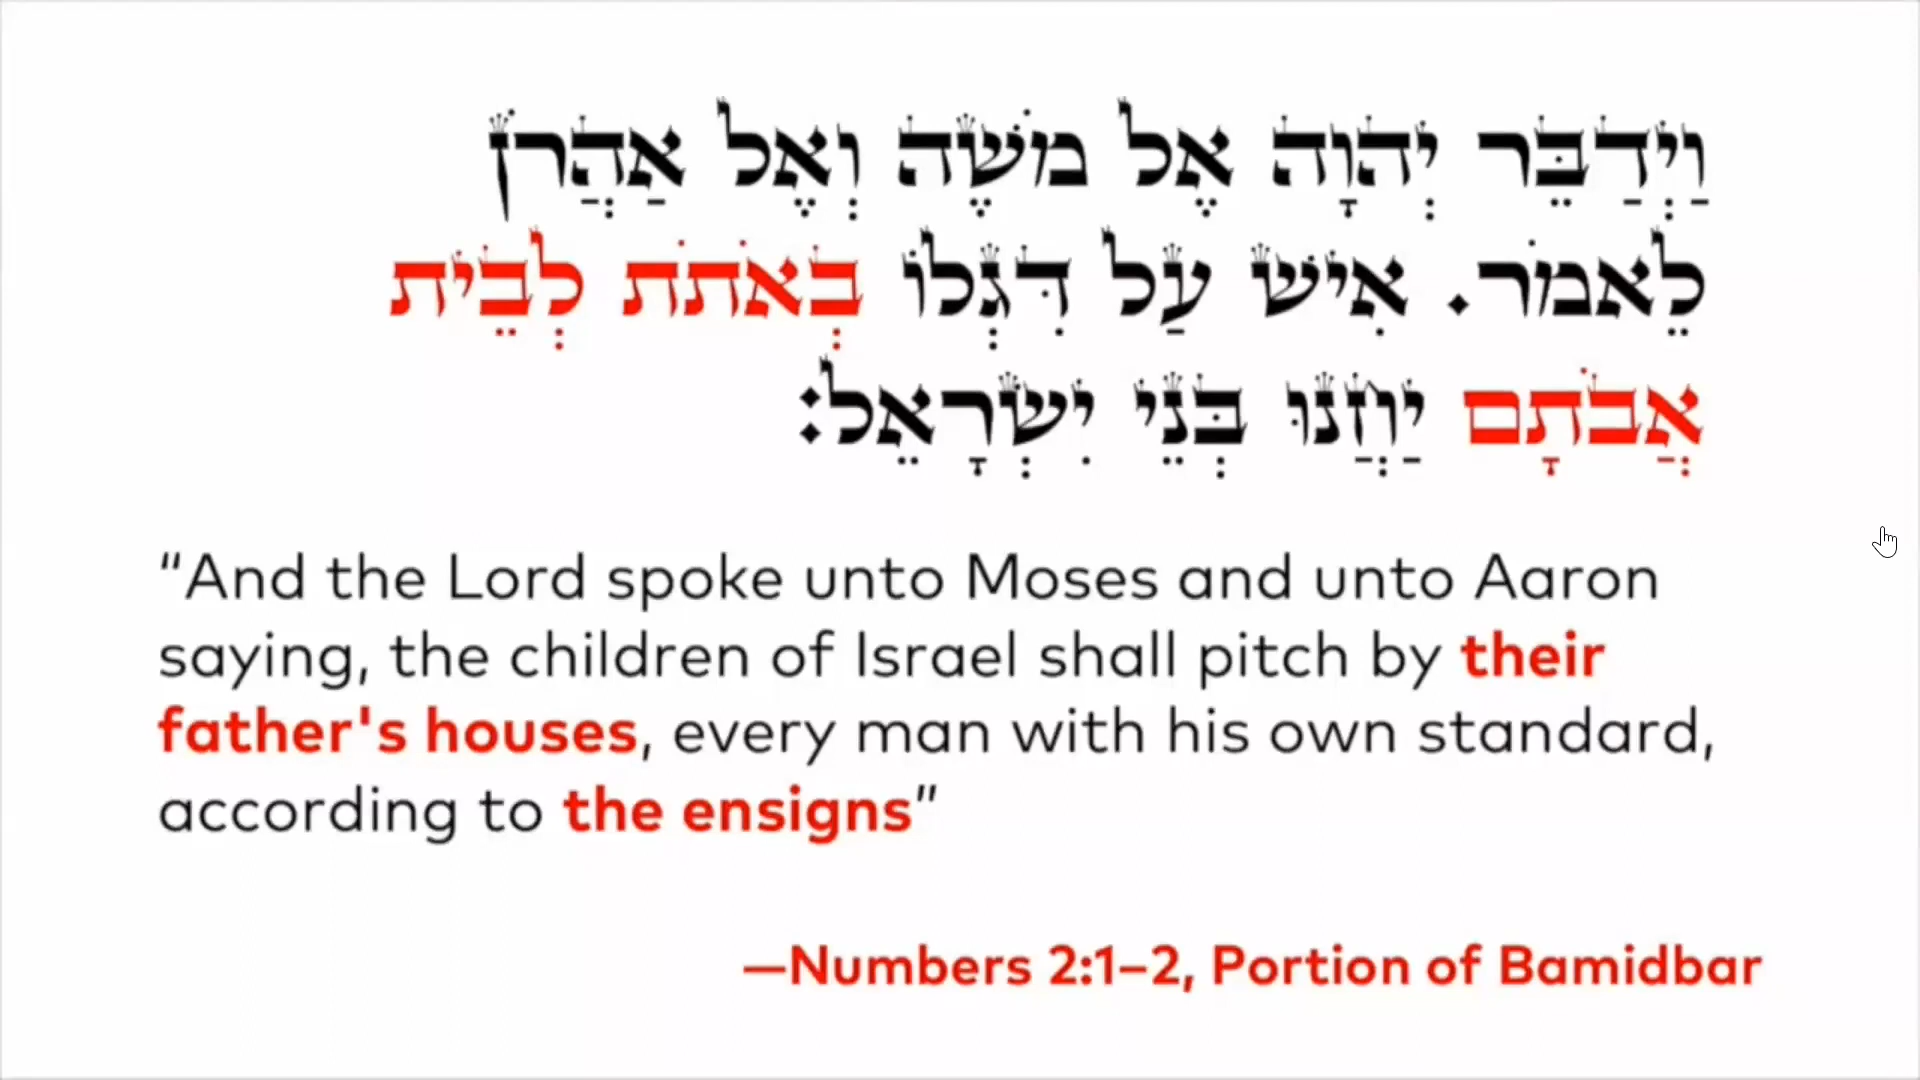 וַיְדַבֵּר יְהוָה אֶל מֹשֶׁה וְאֶל אַהֲרֹן
לֵאמֹר. אִישׁ עַל דִּגְלוֹ בְאֹתֹת לְבֵית
אֲבֹתָם יַחֲנוּ בְּנֵי יִשְׂרָאֵל:
“And the Lord spoke unto Moses and unto Aaron
saying, the children of Israel shall pitch by their
father's houses, every man with his own standard,
according to the ensigns”
—Numbers 2:1–2, Portion of Bamidbar